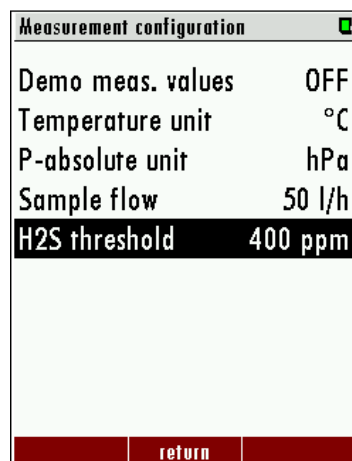 Measurement configuration
Demo meas. values OFF
Temperature unit °C
P-absolute unit hPa
Sample flow 50 l/h
H2S threshold 400 ppm
return